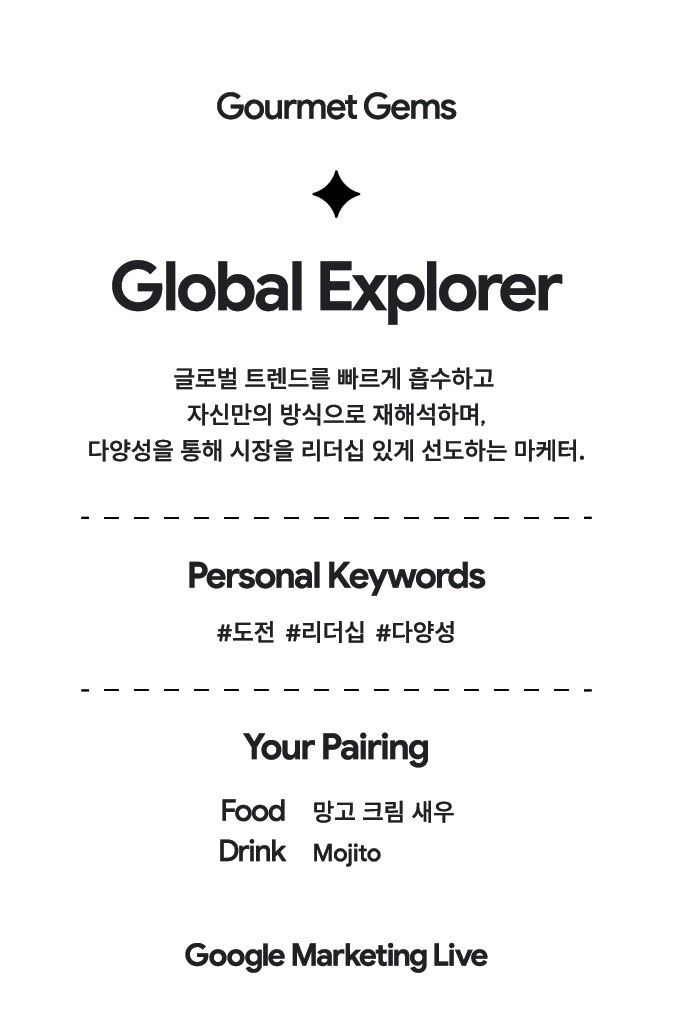 Gourmet Gems
Global Explorer
글로벌 트렌드를 빠르게 흡수하고
자신만의 방식으로 재해석하며,
다양성을 통해 시장을 리더십 있게 선도하는 마케터.
Personal Keywords
#도전 #리더십 #다양성
Your Pairing
Food 망고 크림 새우
Drink Mojito
Google Marketing Live